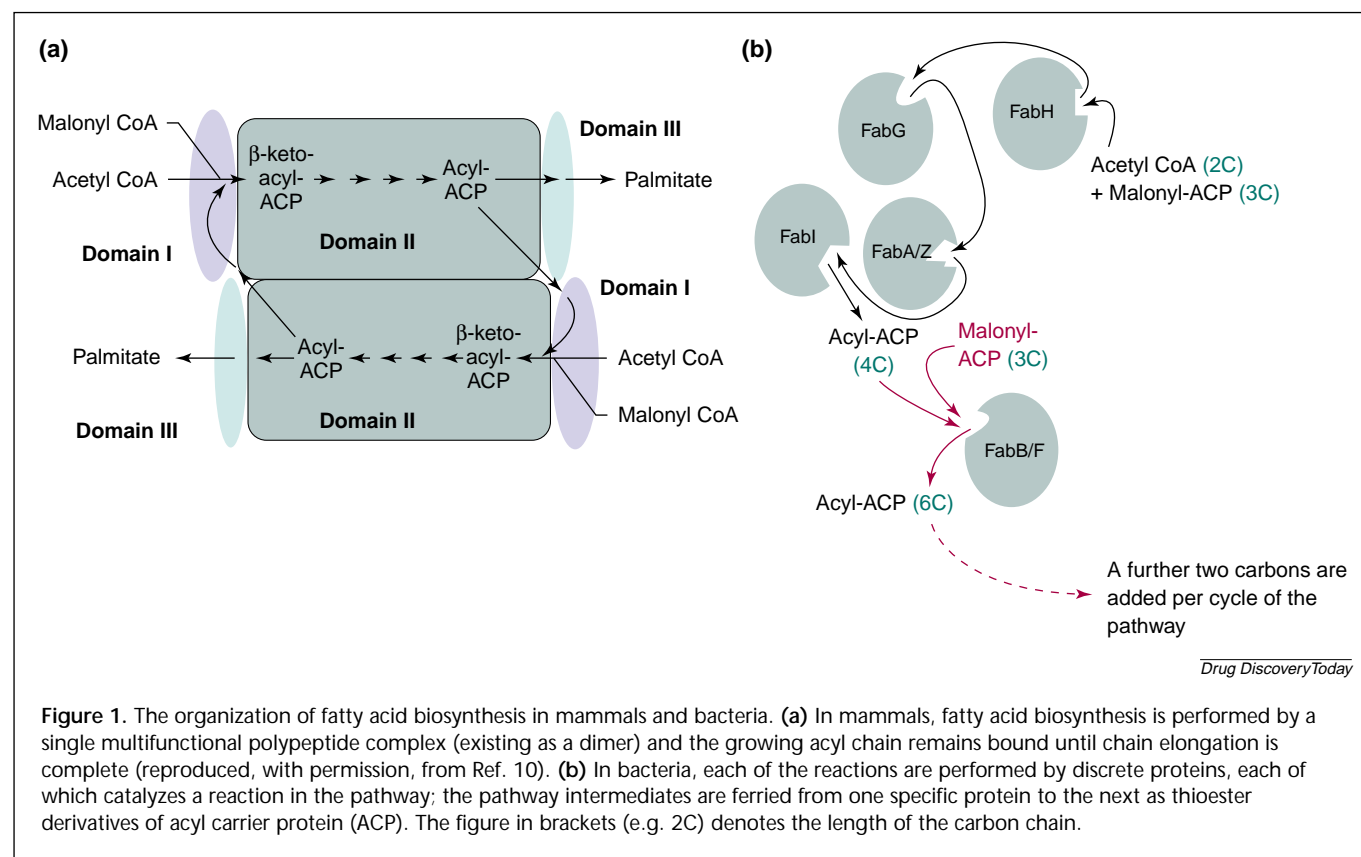 (a)
Malonyl CoA
Acetyl CoA
β-keto-
acyl-
ACP
Acyl-
ACP
Domain III
Palmitate
Domain I
Domain II
Domain I
Palmitate
Acyl-
ACP
β-keto-
acyl-
ACP
Acetyl CoA
Malonyl CoA
Domain II
Domain III
(b)
FabG
FabH
Acetyl CoA (2C)
+ Malonyl-ACP (3C)
FabI
FabA/Z
Acyl-ACP
(4C)
Malonyl-
ACP (3C)
FabB/F
Acyl-ACP (6C)
A further two carbons are
added per cycle of the
pathway
Drug DiscoveryToday
Figure 1. The organization of fatty acid biosynthesis in mammals and bacteria. (a) In mammals, fatty acid biosynthesis is performed by a
single multifunctional polypeptide complex (existing as a dimer) and the growing acyl chain remains bound until chain elongation is
complete (reproduced, with permission, from Ref. 10). (b) In bacteria, each of the reactions are performed by discrete proteins, each of
which catalyzes a reaction in the pathway; the pathway intermediates are ferried from one specific protein to the next as thioester
derivatives of acyl carrier protein (ACP). The figure in brackets (e.g. 2C) denotes the length of the carbon chain.